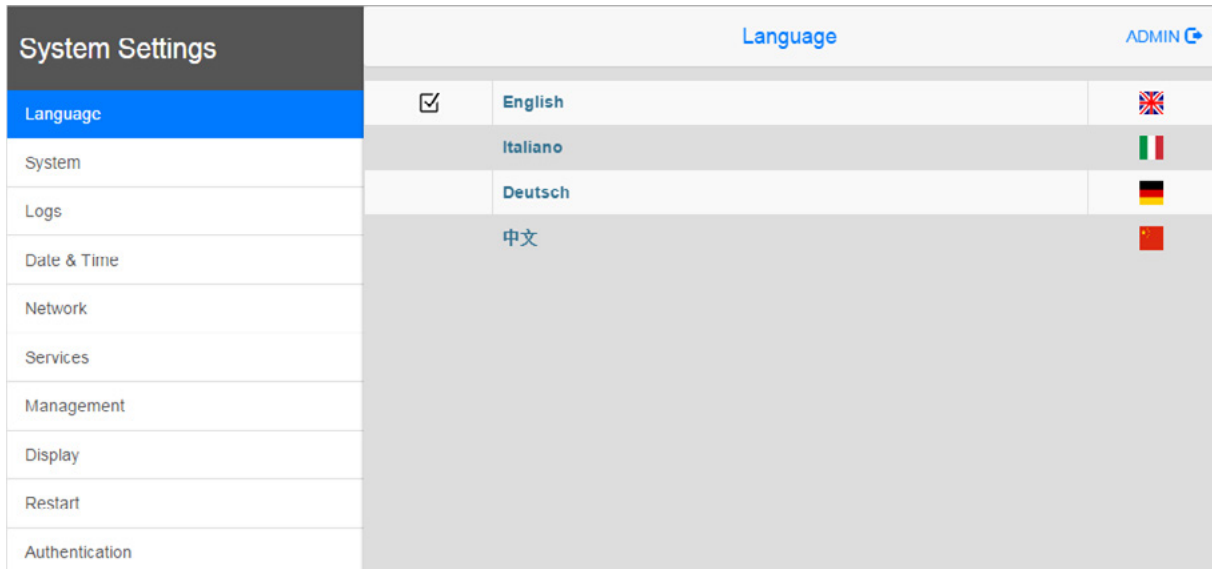 System Settings
Language
System
Logs
Date & Time
Network
Services
Management
Display
Restart
Authentication
Language
ADMIN
English
Italiano
Deutsch
中文